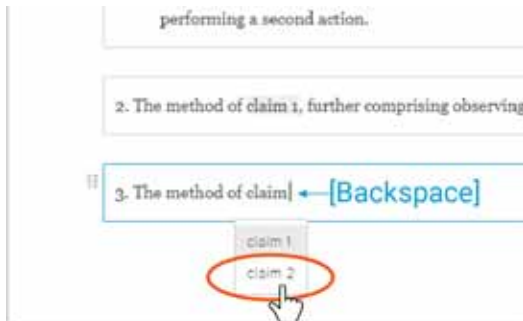 performing a second action.
2. The method of claim 1, further comprising observing
3. The method of claim [Backspace]
claim 1
claim 2